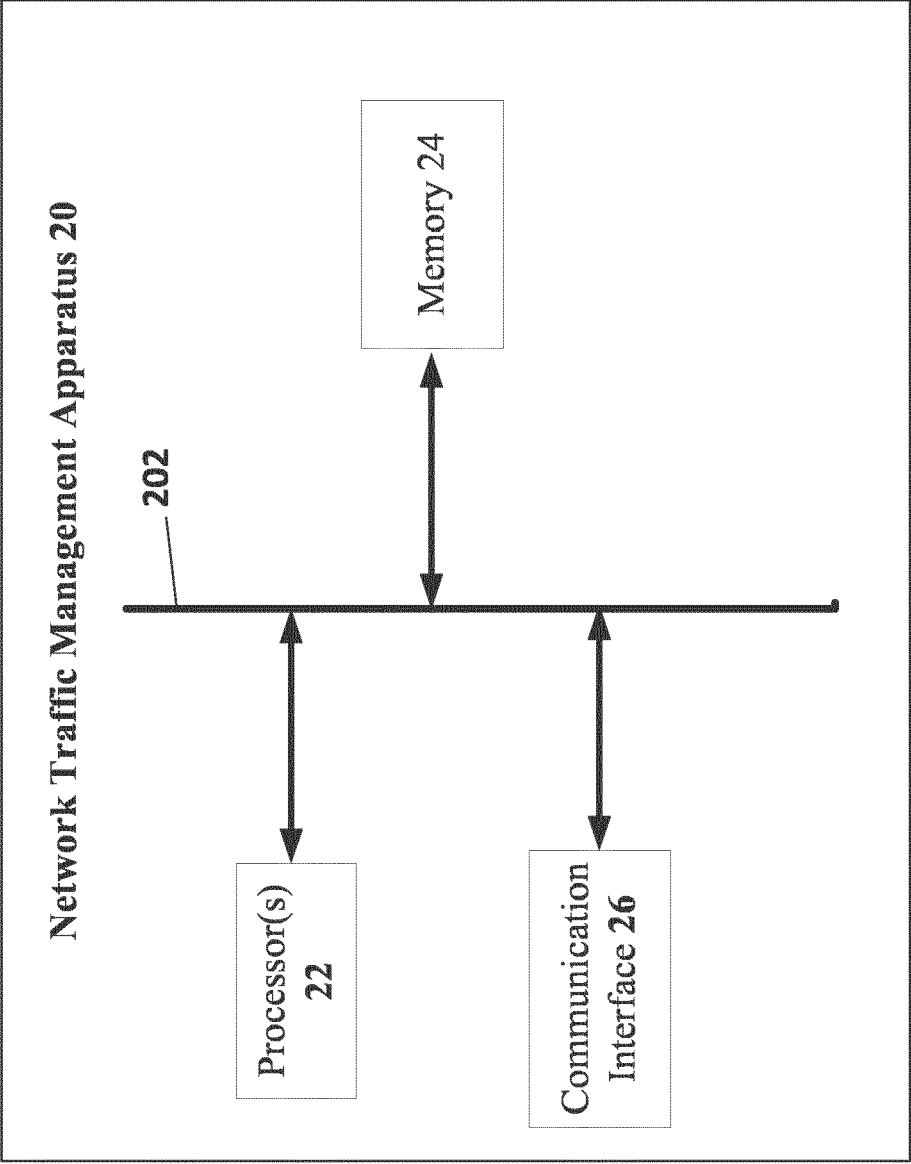 Network Traffic Management Apparatus 20
202
Processor(s)
22
Memory 24
Communication
Interface 26